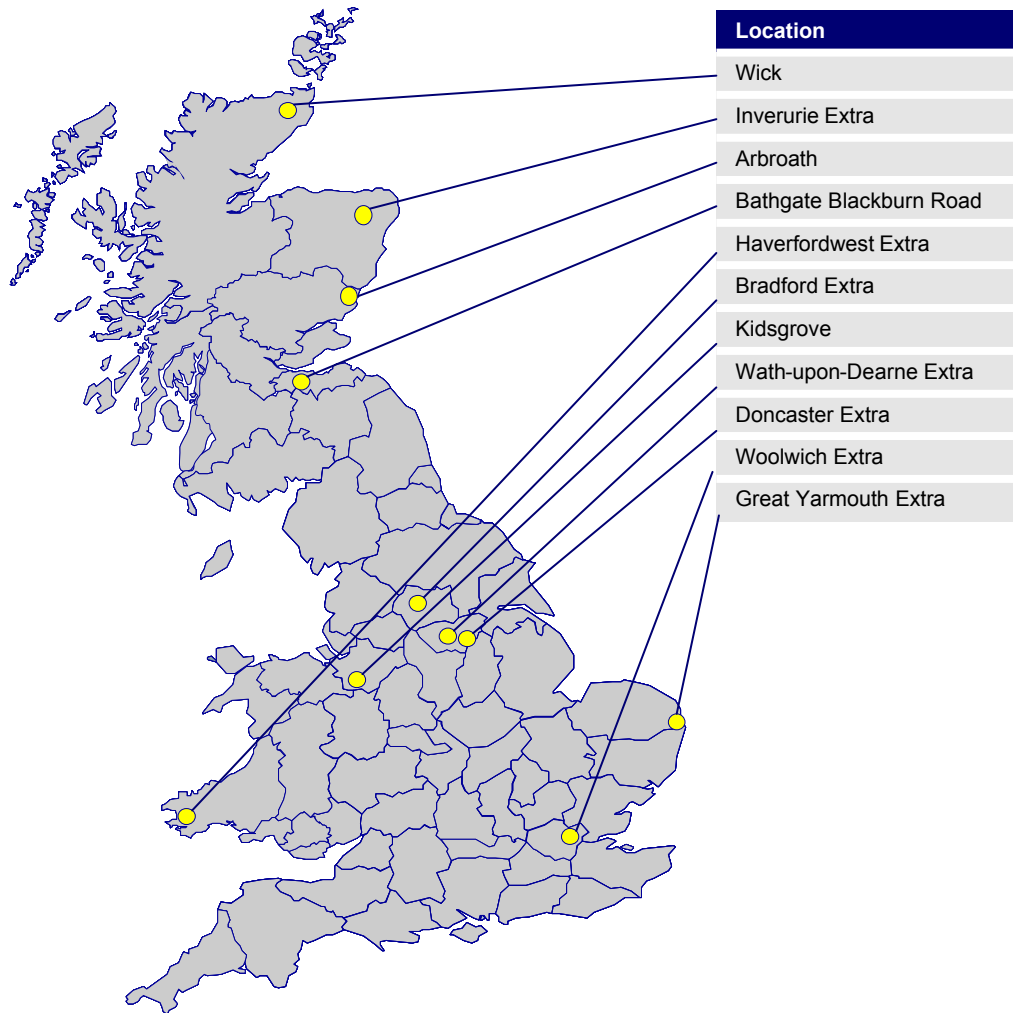 Location
Wick
Inverurie Extra
Arbroath
Bathgate Blackburn Road
Haverfordwest Extra
Bradford Extra
Kidsgrove
Wath-upon-Dearne Extra
Doncaster Extra
Woolwich Extra
Great Yarmouth Extra